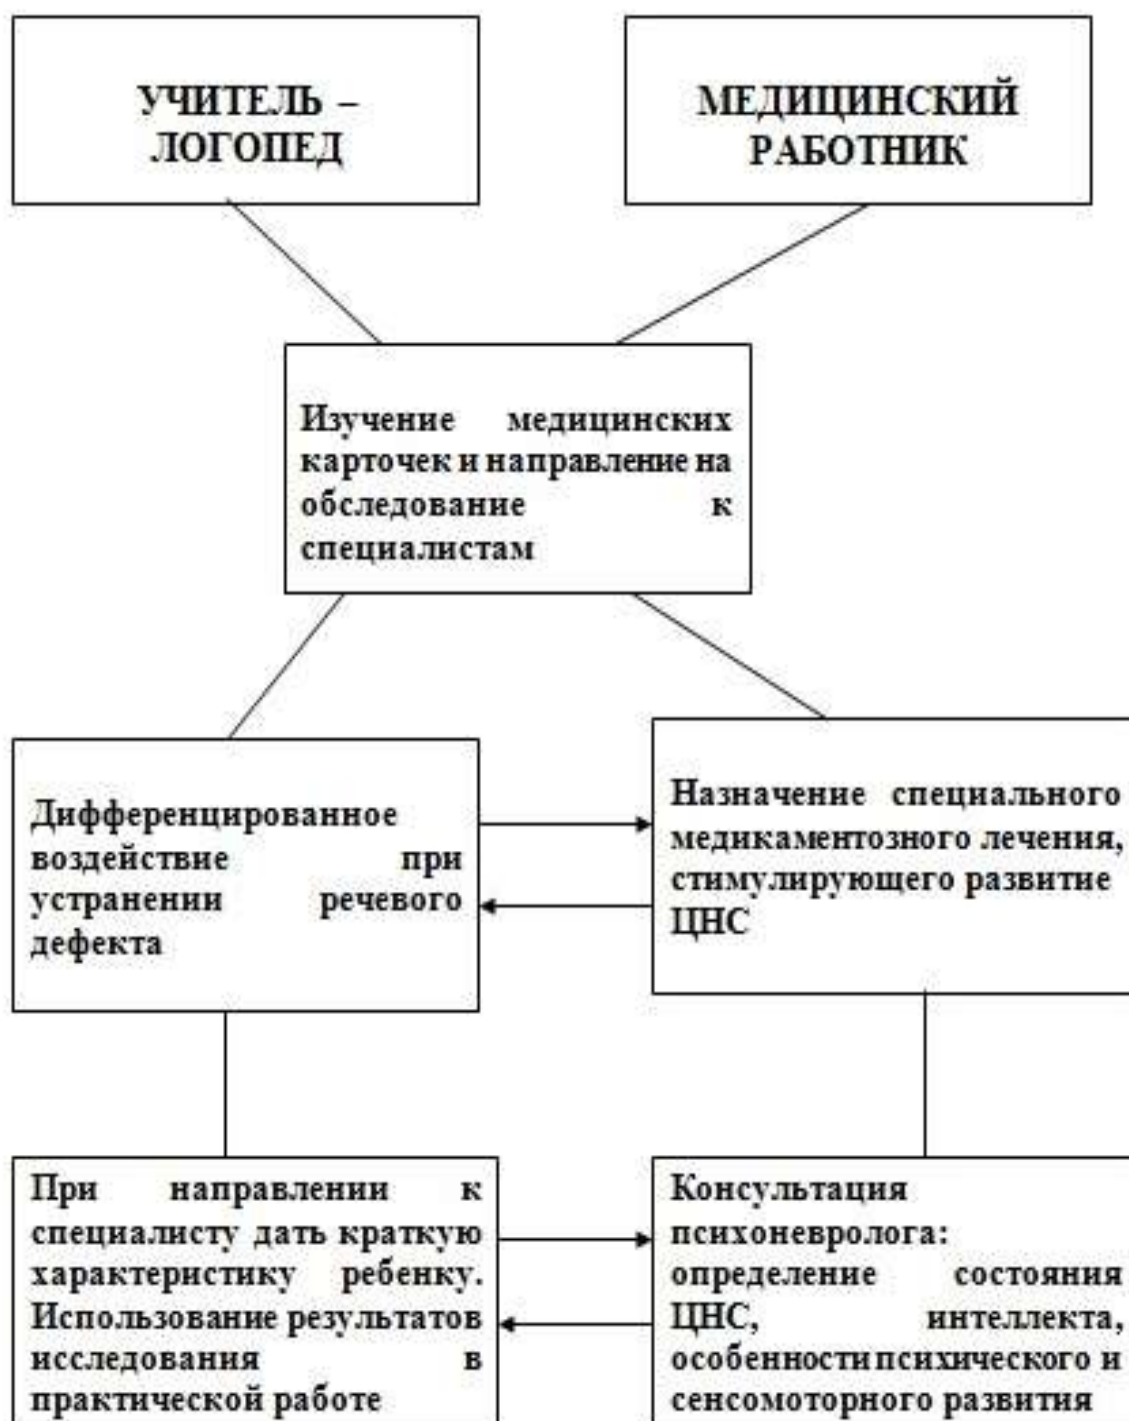 УЧИТЕЛЬ –
ЛОГОПЕД
МЕДИЦИНСКИЙ
РАБОТНИК
Изучение медицинских
карточек и направление на
обследование к
специалистам
Дифференцированное
воздействие при
устранении речевого
дефекта
Назначение специального
медикаментозного лечения,
стимулирующего развитие
ЦНС
При направлении к
специалисту дать краткую
характеристику ребенку.
Использование результатов
исследования в
практической работе
Консультация
психоневролога:
определение состояния
ЦНС, интеллекта,
особенности психического и
сенсомоторного развития